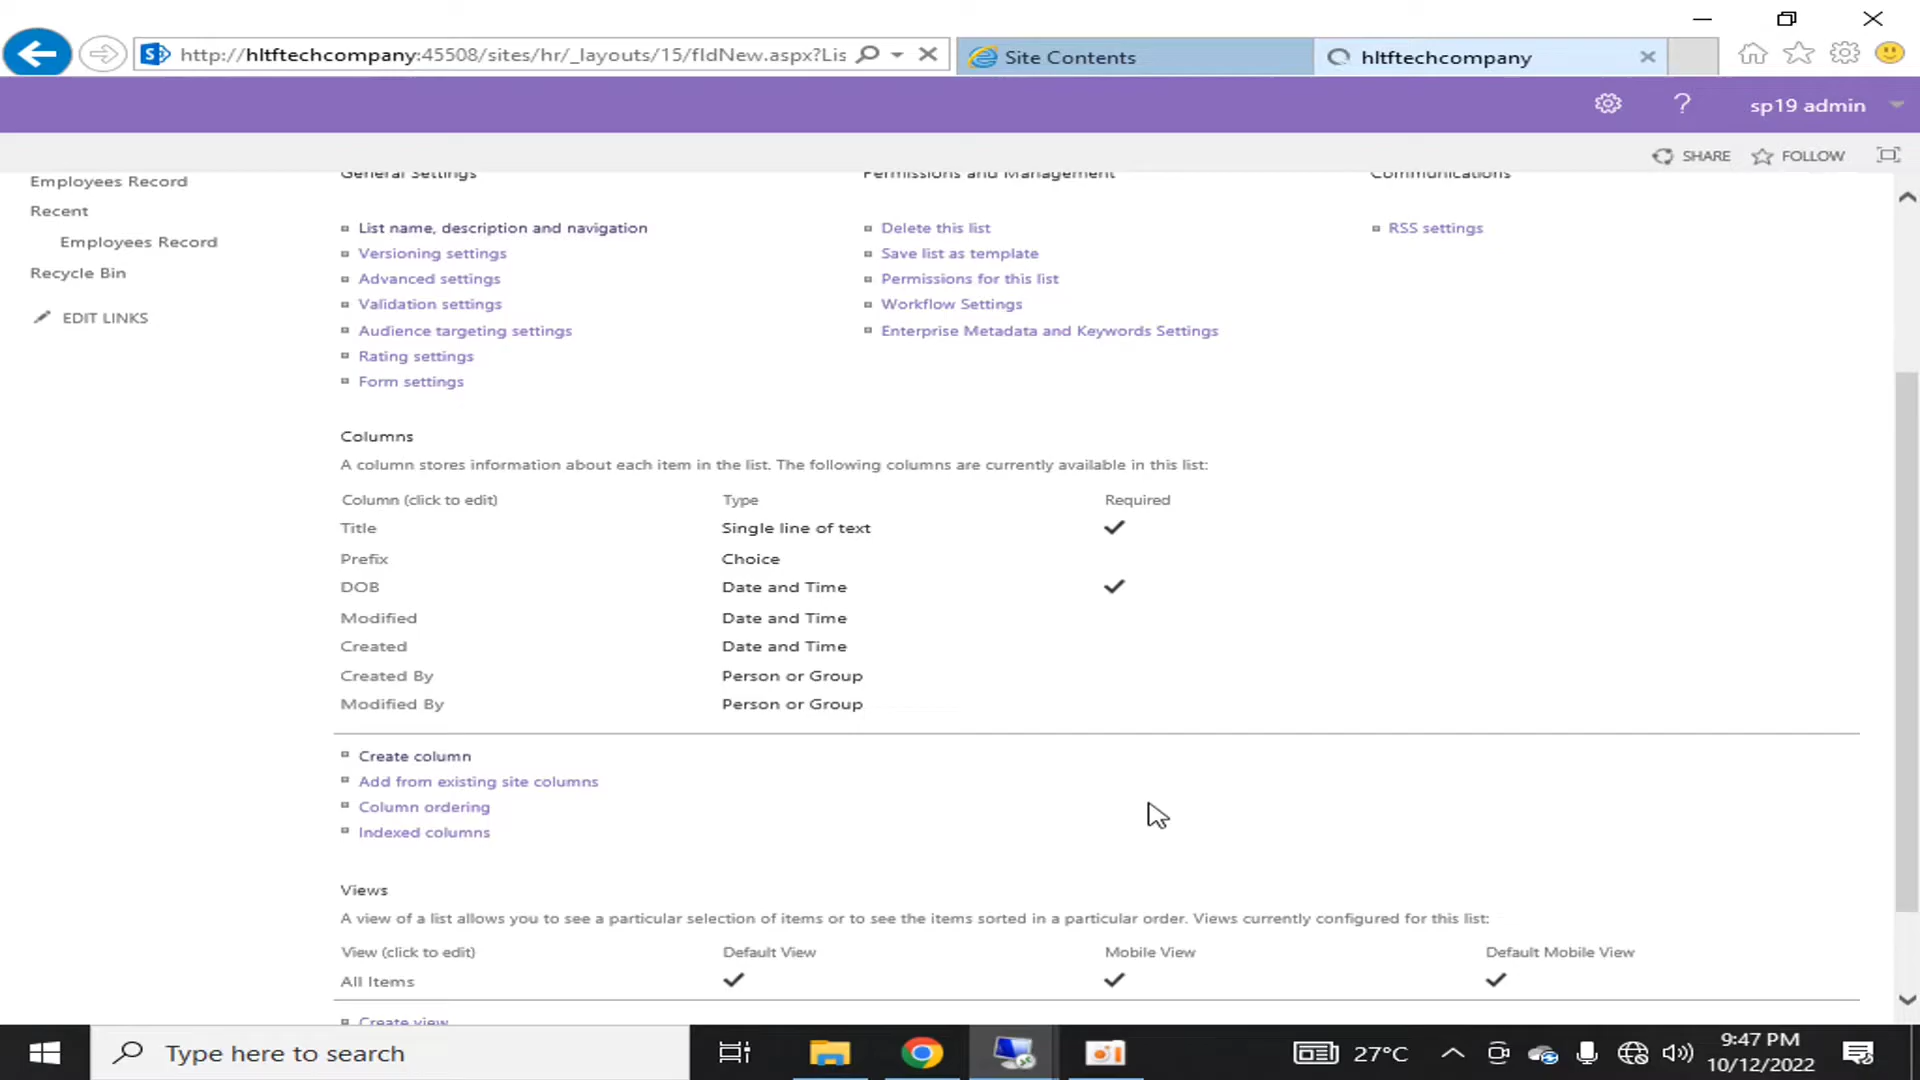 http://hltftechcompany:45508/sites/hr/_layouts/15/fldNew.aspx?Lis
Site Contents
hltftechcompany
sp19 admin
SHARE
FOLLOW
Employees Record
Recent
Employees Record
Recycle Bin
EDIT LINKS
General Settings
Permissions and Management
Communications
List name, description and navigation
Delete this list
RSS settings
Versioning settings
Save list as template
Advanced settings
Permissions for this list
Validation settings
Workflow Settings
Audience targeting settings
Enterprise Metadata and Keywords Settings
Rating settings
Form settings
Columns
A column stores information about each item in the list. The following columns are currently available in this list:
Column (click to edit) Type Required
Title Single line of text
Prefix Choice
DOB Date and Time
Modified Date and Time
Created Date and Time
Created By Person or Group
Modified By Person or Group
Create column
Add from existing site columns
Column ordering
Indexed columns
Views
A view of a list allows you to see a particular selection of items or to see the items sorted in a particular order. Views currently configured for this list:
View (click to edit) Default View Mobile View Default Mobile View
All Items
Create view
Type here to search
27°C
9:47 PM
10/12/2022